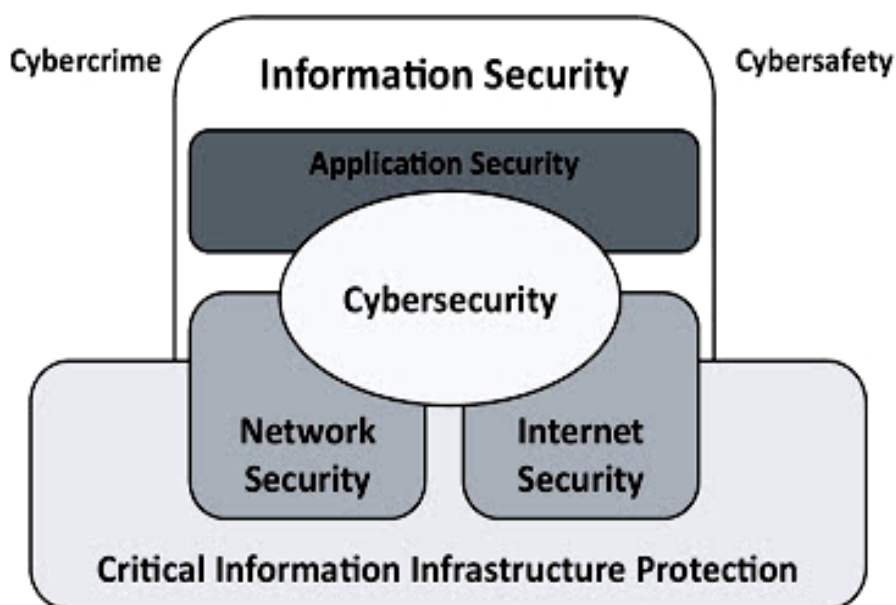 Cybercrime
Information Security
Cybersafety
Application Security
Cybersecurity
Network
Security
Internet
Security
Critical Information Infrastructure Protection